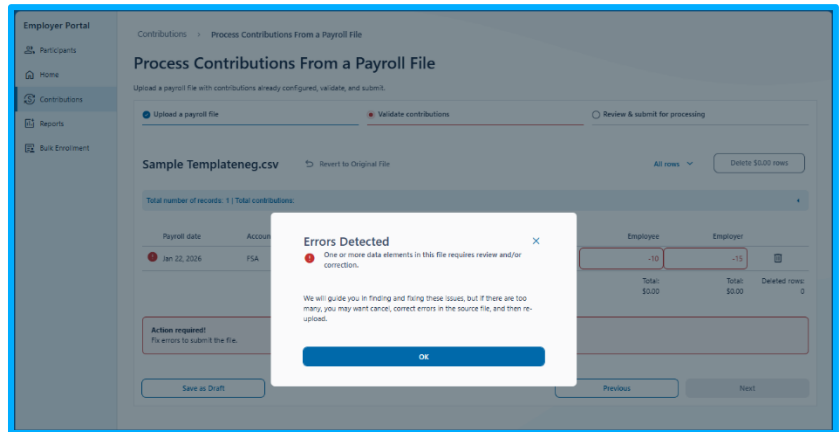 Employer Portal
Participants
Home
Contributions
Reports
Bulk Enrollment
Contributions > Process Contributions From a Payroll File
Process Contributions From a Payroll File
Upload a payroll file with contributions already configured, validate, and submit.
Upload a payroll file
Validate contributions
Review & submit for processing
Sample Templateneg.csv
Revert to Original File
All rows
Delete $0.00 rows
Total number of records: 1 | Total contributions:
Payroll date
Accoun
Employee
Employer
Jan 22, 2026
FSA
-10
-15
Total:
$0.00
Total:
$0.00
Deleted rows:
0
Errors Detected
One or more data elements in this file requires review and/or
correction.
We will guide you in finding and fixing these issues, but if there are too
many, you may want cancel, correct errors in the source file, and then re-
upload.
OK
Action required!
Fix errors to submit the file.
Save as Draft
Previous
Next